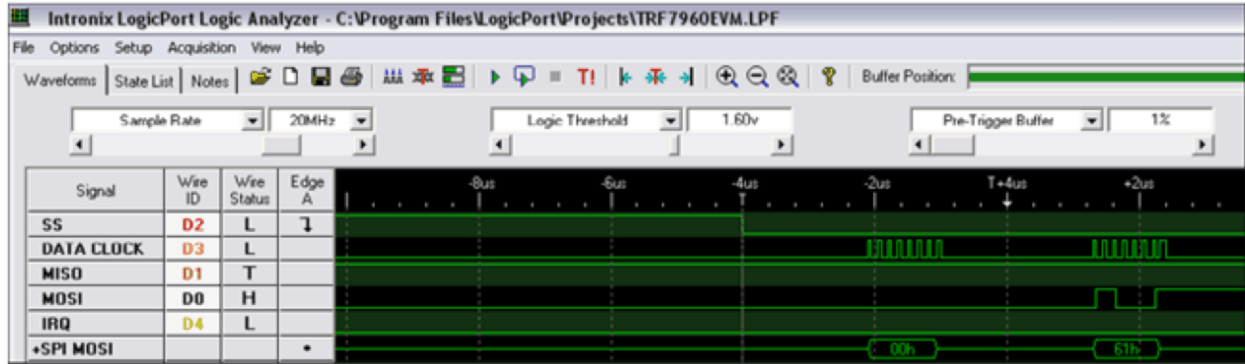 Intronix LogicPort Logic Analyzer - C:\Program Files\LogicPort\Projects\TRF7960EVM.LPF
File Options Setup Acquisition View Help
Waveforms State List Notes T! Buffer Position:
Sample Rate 20MHz Logic Threshold 1.60v Pre-Trigger Buffer 1%
Signal Wire ID Wire Status Edge A -8us -6us -4us -2us T+4us +2us
T
SS D2 L
DATA CLOCK D3 L
MISO D1 T
MOSI D0 H
IRQ D4 L
+SPI MOSI 00h 61h